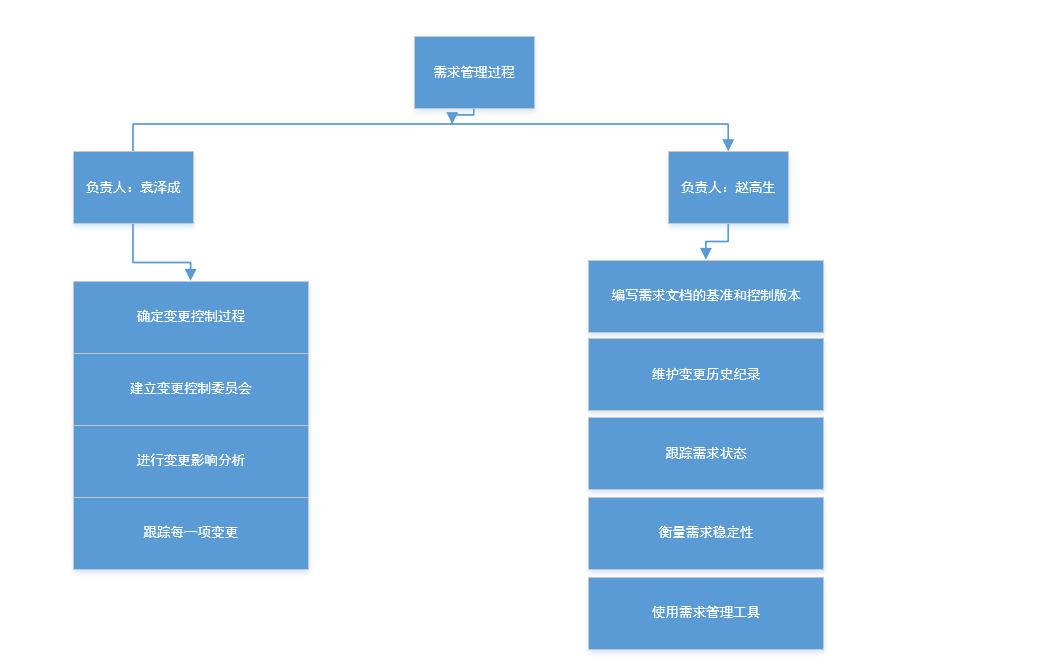 需求管理过程
负责人：袁泽成
负责人：赵高生
确定变更控制过程
建立变更控制委员会
进行变更影响分析
跟踪每一项变更
编写需求文档的基准和控制版本
维护变更历史纪录
跟踪需求状态
衡量需求稳定性
使用需求管理工具